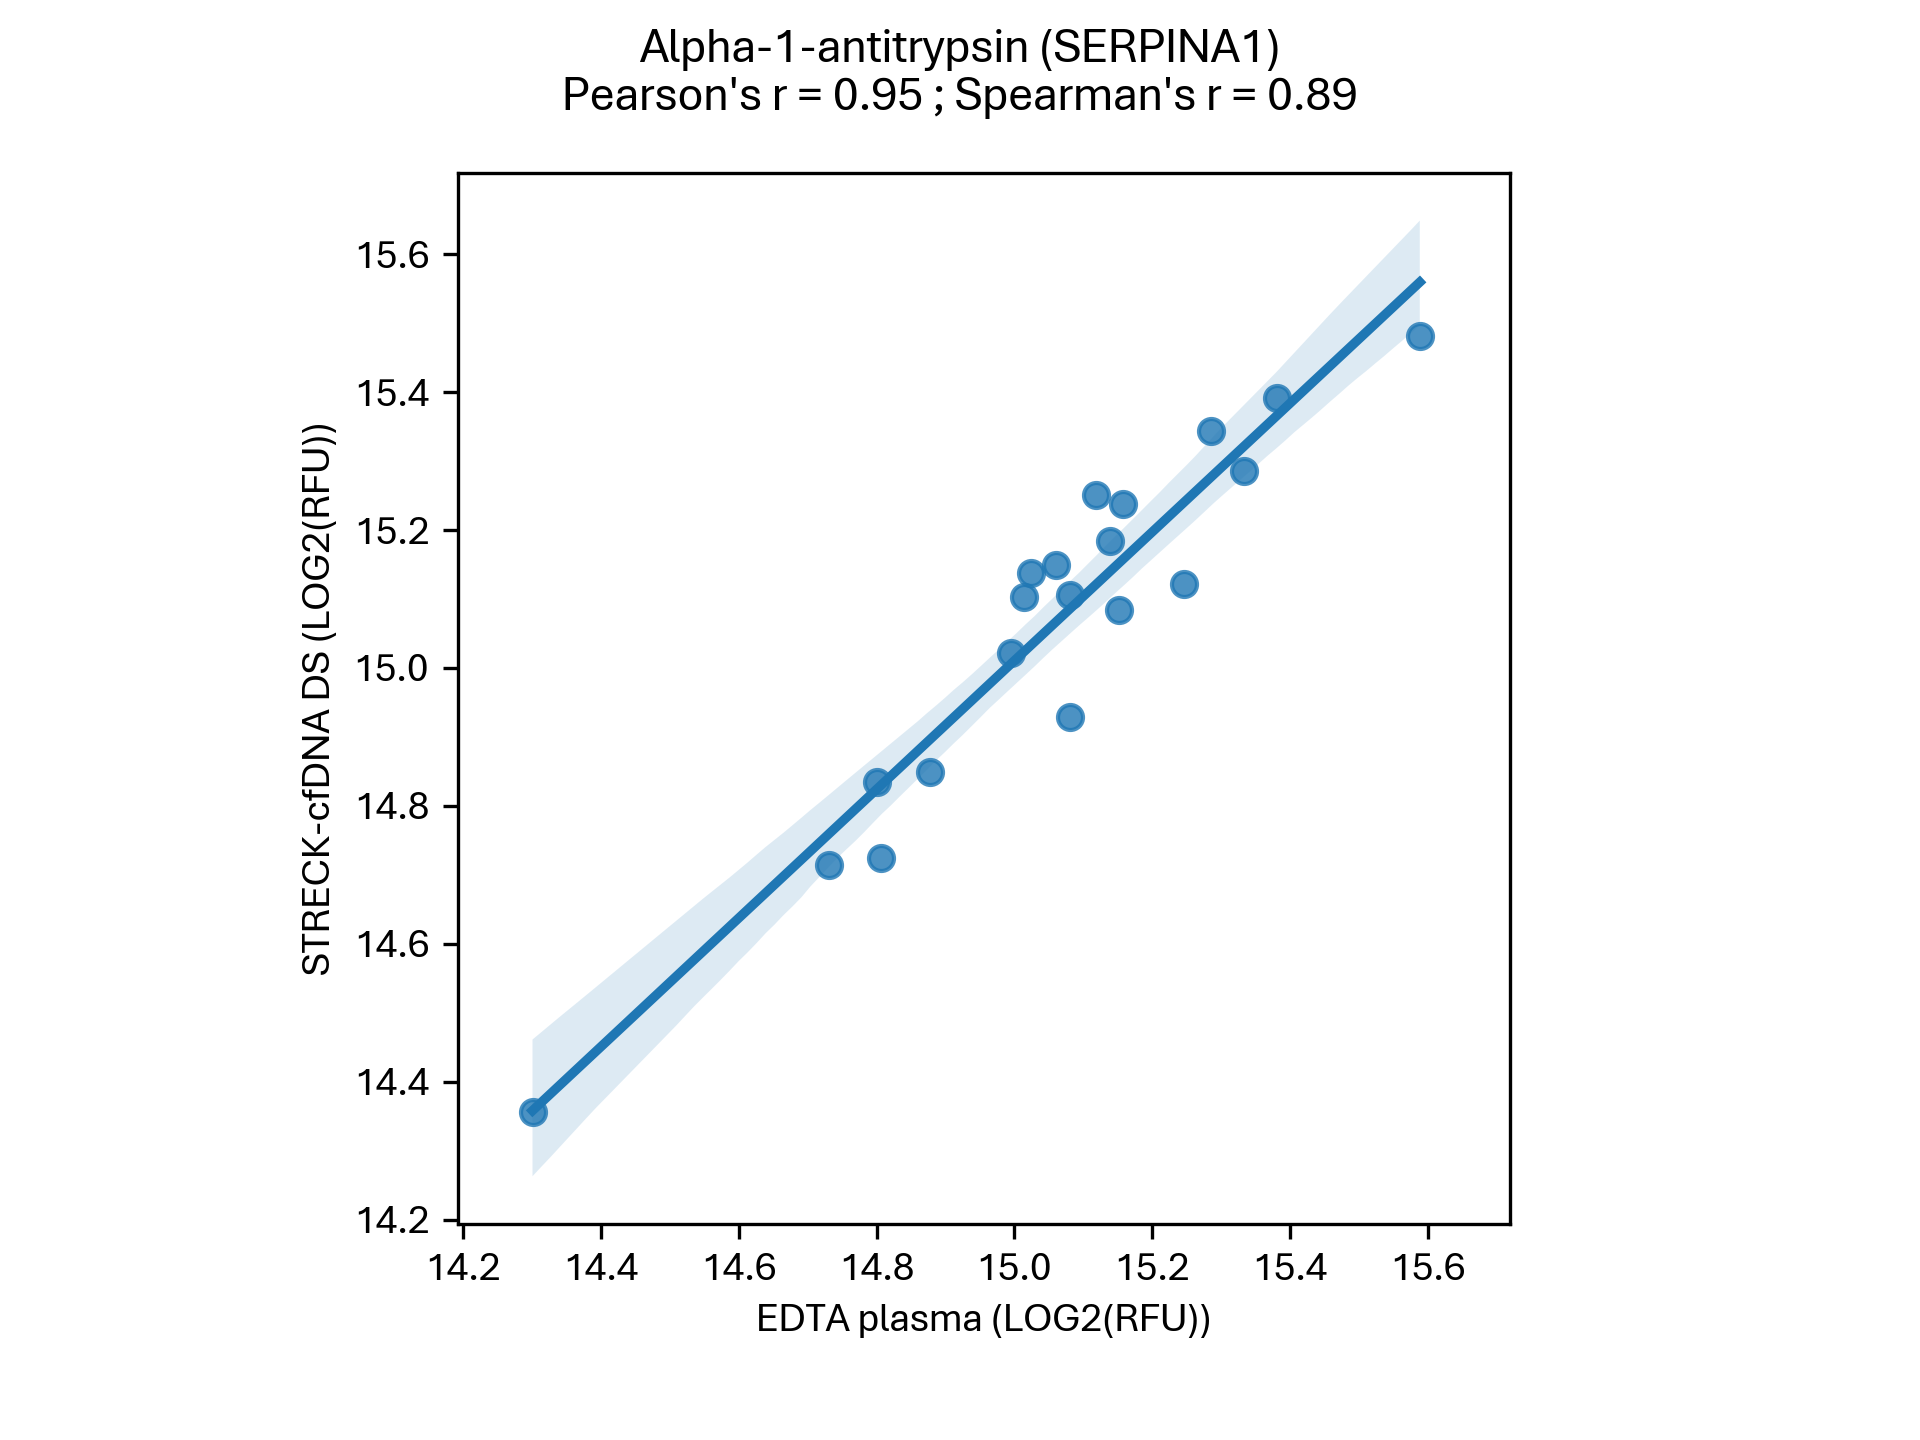 Alpha-1-antitrypsin (SERPINA1)
Pearson's r = 0.95 ; Spearman's r = 0.89
STRECK-cfDNA DS (LOG2(RFU))
15.6
15.4
15.2
15.0
14.8
14.6
14.4
14.2
14.2 14.4 14.6 14.8 15.0 15.2 15.4 15.6
EDTA plasma (LOG2(RFU))